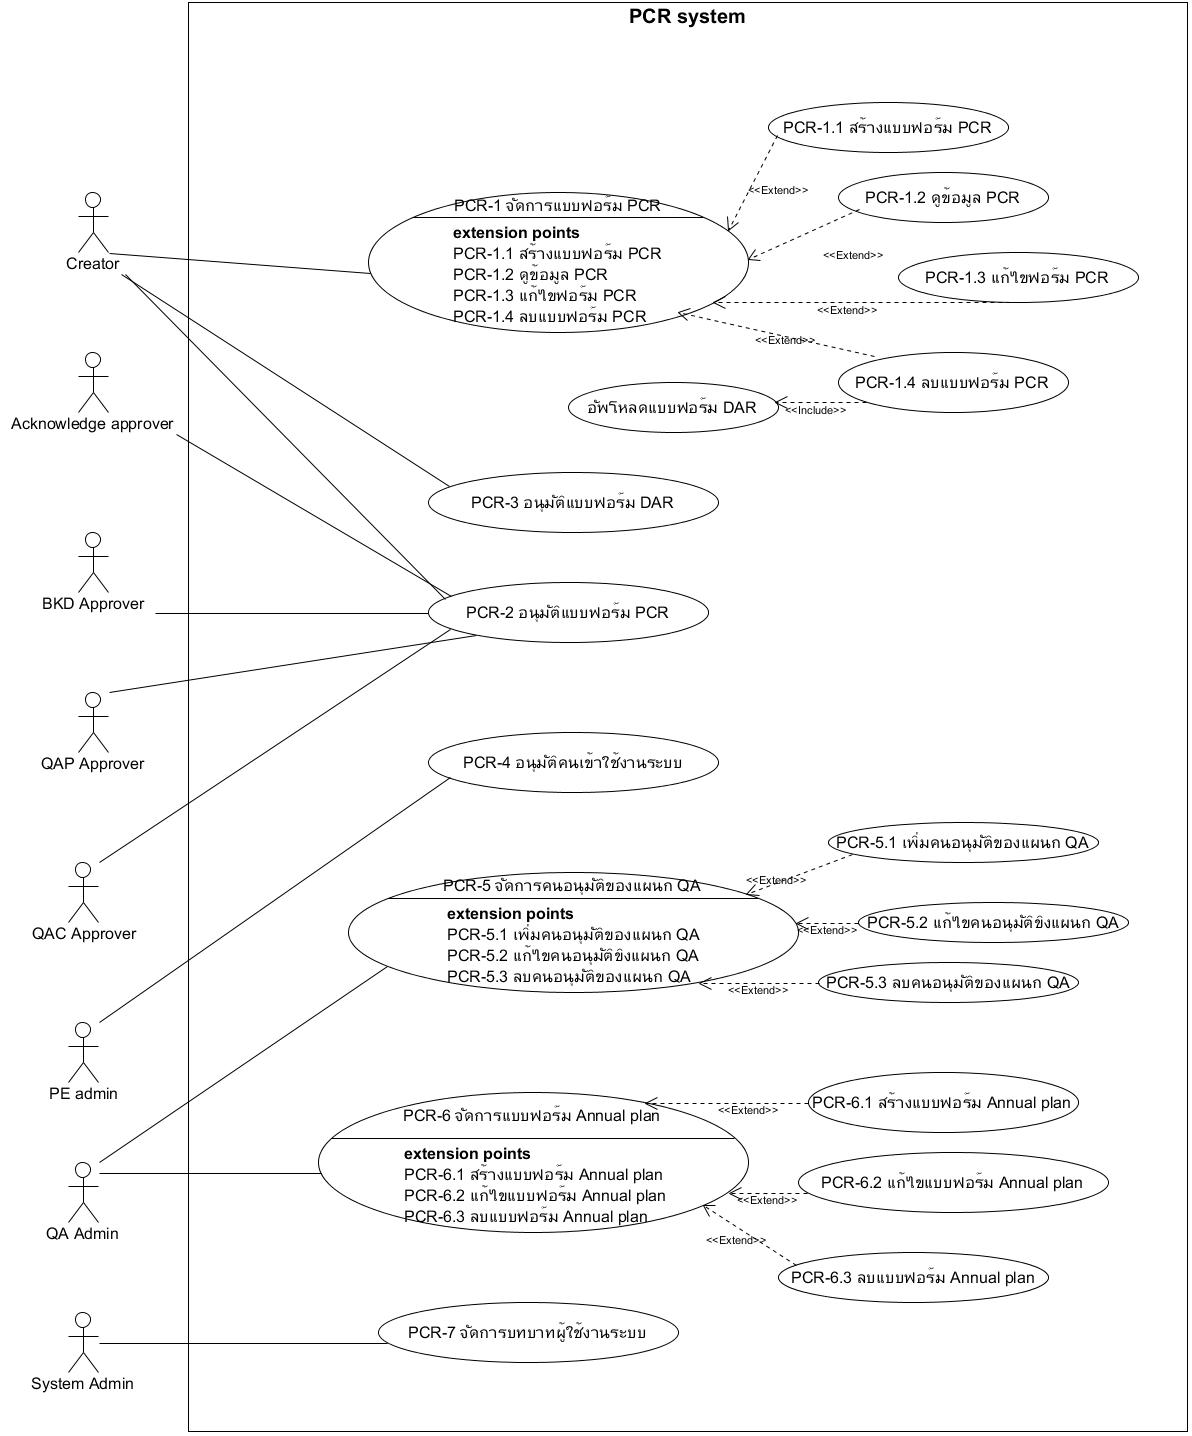 PCR system
PCR-1.1 สร้างแบบฟอร์ม PCR
<<Extend>>
PCR-1.2 ดูข้อมูล PCR
<<Extend>>
PCR-1.3 แก้ไขฟอร์ม PCR
<<Extend>>
PCR-1 จัดการแบบฟอร์ม PCR
extension points
PCR-1.1 สร้างแบบฟอร์ม PCR
PCR-1.2 ดูข้อมูล PCR
PCR-1.3 แก้ไขฟอร์ม PCR
PCR-1.4 ลบแบบฟอร์ม PCR
Creator
<<Extend>>
PCR-1.4 ลบแบบฟอร์ม PCR
<<Include>>
อัพโหลดแบบฟอร์ม DAR
Acknowledge approver
PCR-3 อนุมัติแบบฟอร์ม DAR
BKD Approver
PCR-2 อนุมัติแบบฟอร์ม PCR
QAP Approver
PCR-4 อนุมัติคนเข้าใช้งานระบบ
PCR-5.1 เพิ่มคนอนุมัติของแผนก QA
<<Extend>>
PCR-5 จัดการคนอนุมัติของแผนก QA
extension points
PCR-5.1 เพิ่มคนอนุมัติของแผนก QA
PCR-5.2 แก้ไขคนอนุมัติขิงแผนก QA
PCR-5.3 ลบคนอนุมัติของแผนก QA
QAC Approver
PCR-5.2 แก้ไขคนอนุมัติขิงแผนก QA
<<Extend>>
PCR-5.3 ลบคนอนุมัติของแผนก QA
<<Extend>>
PE admin
PCR-6.1 สร้างแบบฟอร์ม Annual plan
<<Extend>>
PCR-6 จัดการแบบฟอร์ม Annual plan
extension points
PCR-6.1 สร้างแบบฟอร์ม Annual plan
PCR-6.2 แก้ไขแบบฟอร์ม Annual plan
PCR-6.3 ลบแบบฟอร์ม Annual plan
PCR-6.2 แก้ไขแบบฟอร์ม Annual plan
<<Extend>>
QA Admin
<<Extend>>
PCR-6.3 ลบแบบฟอร์ม Annual plan
PCR-7 จัดการบทบาทผู้ใช้งานระบบ
System Admin